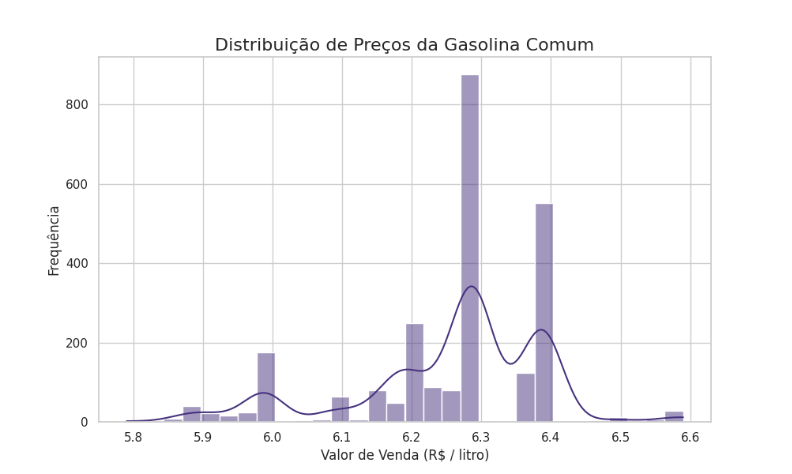 Distribuição de Preços da Gasolina Comum
Frequência
800
600
400
200
0
5.8 5.9 6.0 6.1 6.2 6.3 6.4 6.5 6.6
Valor de Venda (R$ / litro)